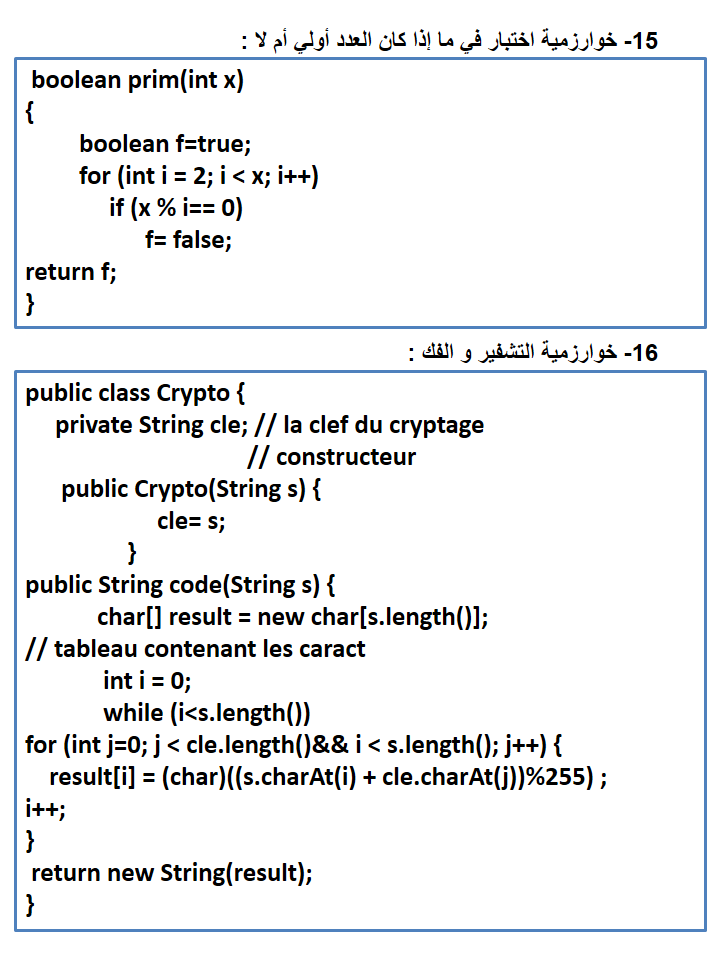 15- خوارزمية اختبار في ما إذا كان العدد أولي أم لا :
boolean prim(int x)
{
boolean f=true;
for (int i = 2; i < x; i++)
if (x % i== 0)
f= false;
return f;
}
16- خوارزمية التشفير و الفك :
public class Crypto {
private String cle; // la clef du cryptage
// constructeur
public Crypto(String s) {
cle= s;
}
public String code(String s) {
char[] result = new char[s.length()];
// tableau contenant les caract
int i = 0;
while (i<s.length())
for (int j=0; j < cle.length()&& i < s.length(); j++) {
result[i] = (char)((s.charAt(i) + cle.charAt(j))%255) ;
i++;
}
return new String(result);
}